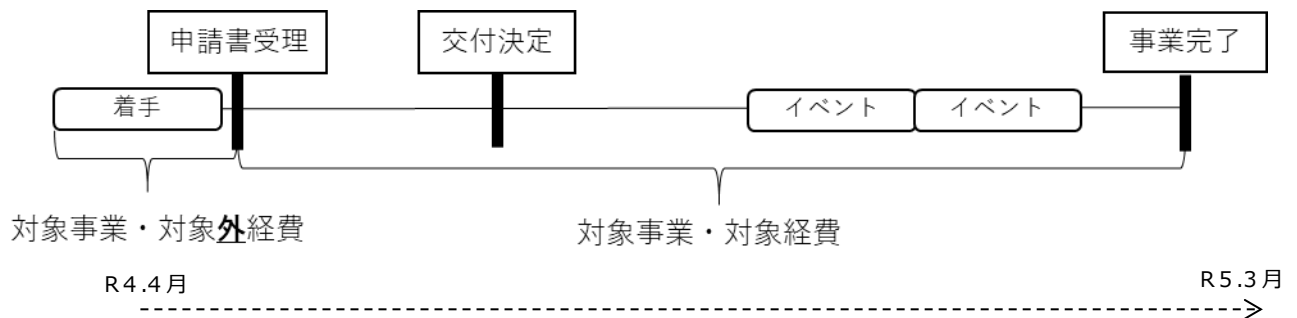 申請書受理
交付決定
事業完了
着手
イベント
イベント
対象事業・対象外経費
対象事業・対象経費
R4.4月
R5.3月